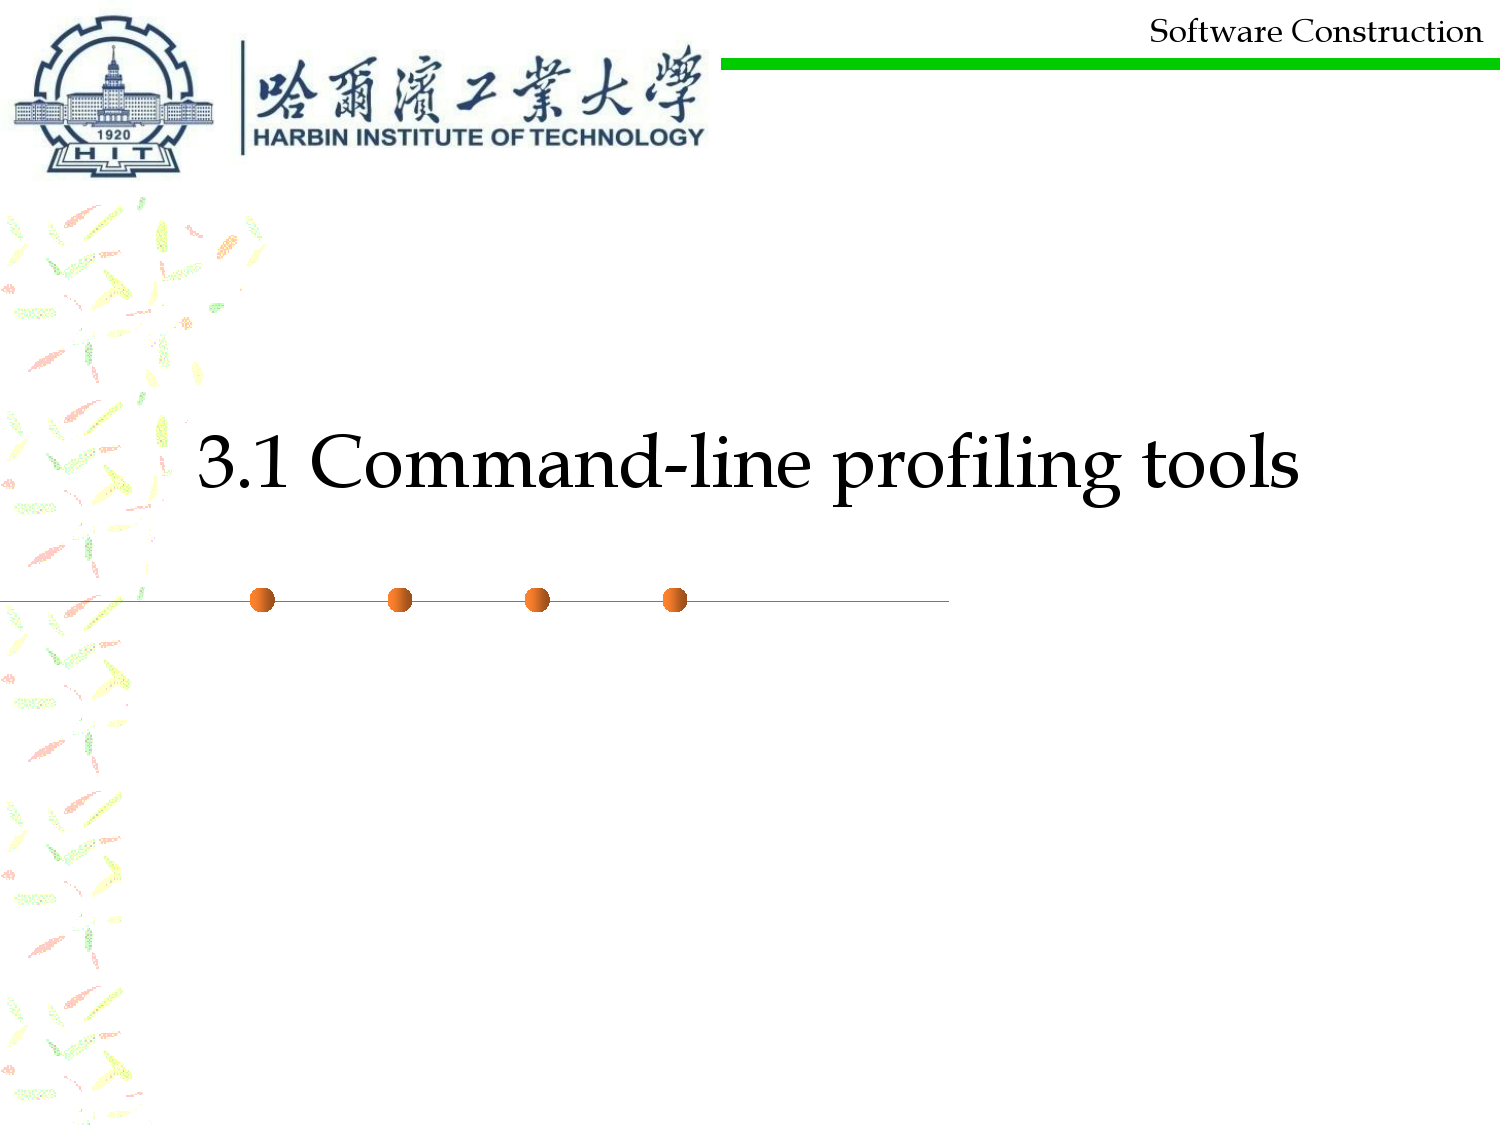 Software Construction
哈爾濱工業大學
HARBIN INSTITUTE OF TECHNOLOGY
1920
HIT
3.1 Command-line profiling tools